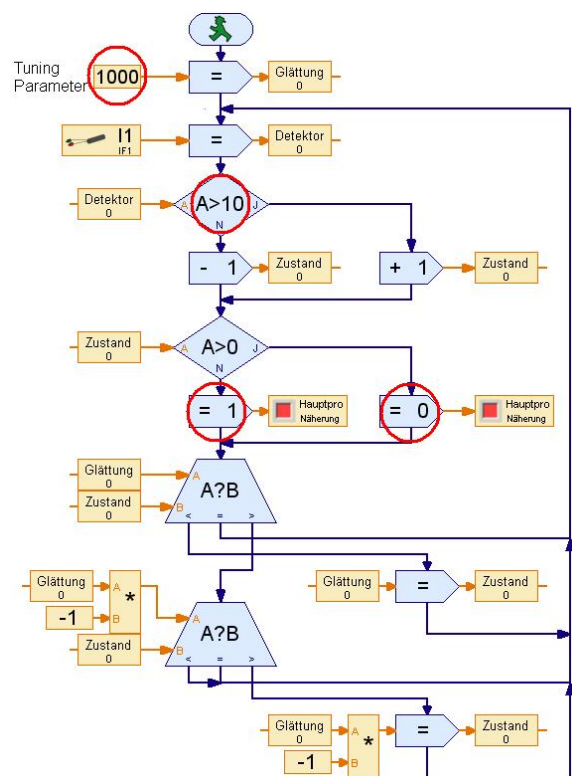 Tuning
Parameter
1000
=
Glättung
0
I1
IF1
=
Detektor
0
Detektor
0
A
A>10
J
N
- 1
Zustand
0
+ 1
Zustand
0
Zustand
0
A
A>0
J
N
= 1
Hauptpro
Näherung
= 0
Hauptpro
Näherung
Glättung
0
Zustand
0
A
B
A?B
< = >
Glättung
0
=
Zustand
0
Glättung
0
-1
A
B
*
Zustand
0
A
B
A?B
< = >
Glättung
0
-1
A
B
*
=
Zustand
0